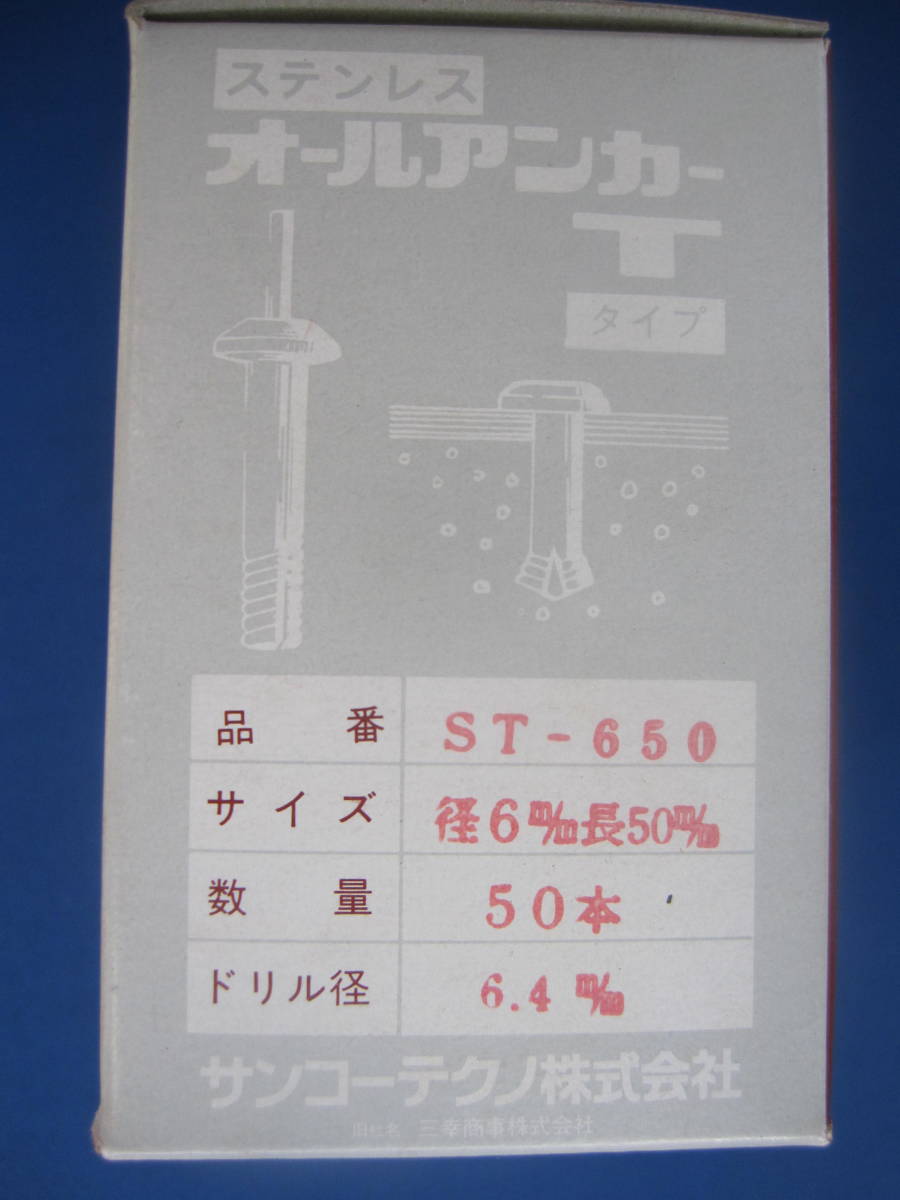 ステンレス
オールアンカー
T
タイプ
品番 ST-650
サイズ 径6m/m長50m/m
数量 50本
ドリル径 6.4 m/m
サンコーテクノ株式会社
旧社名 三幸商事株式会社